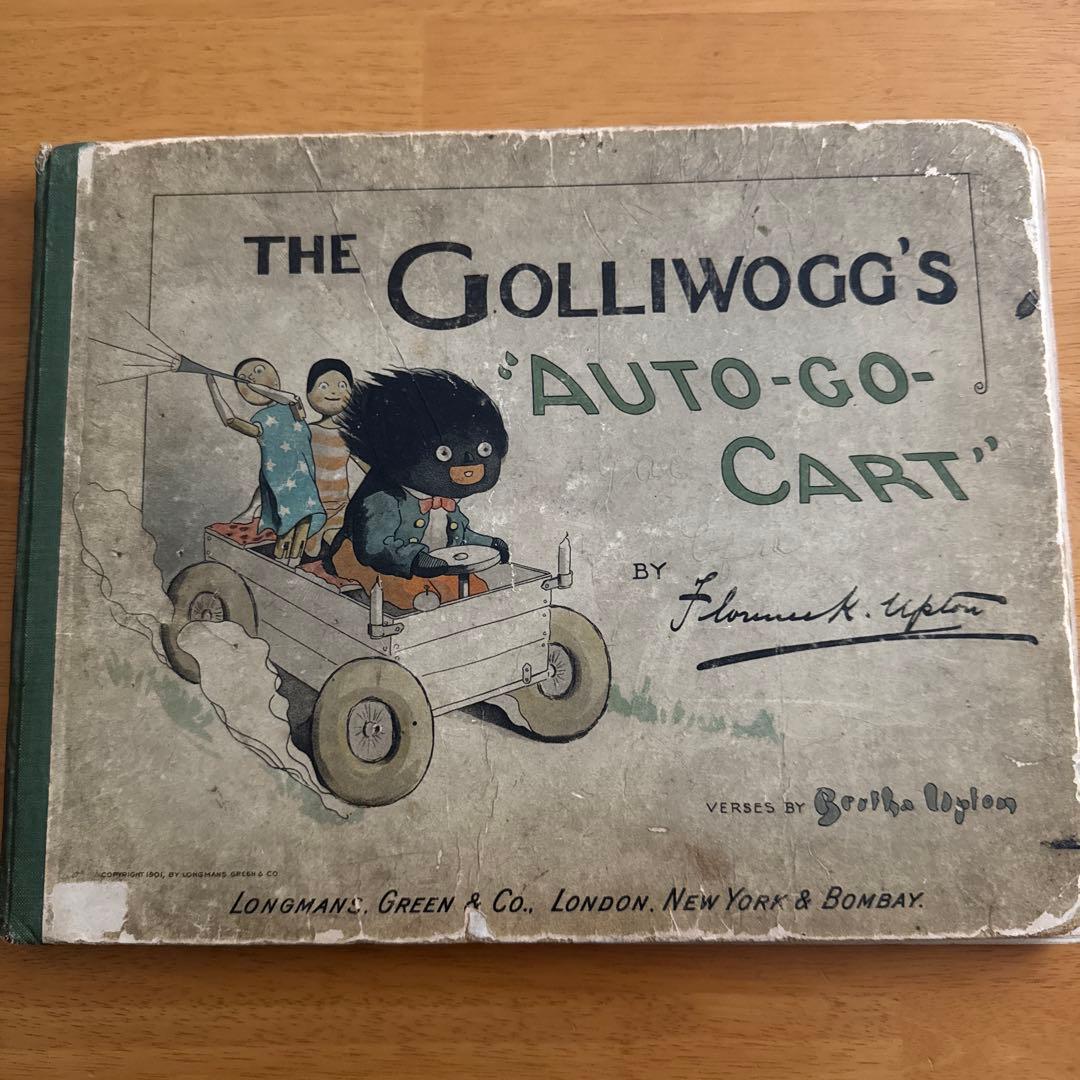 THE GOLLIWOGG'S
"AUTO-GO-
CART"
BY Florence K. Upton
VERSES BY Bertha Upton
COPYRIGHT 1901, BY LONGMANS GREEN & CO
LONGMANS, GREEN & CO., LONDON, NEW YORK & BOMBAY.